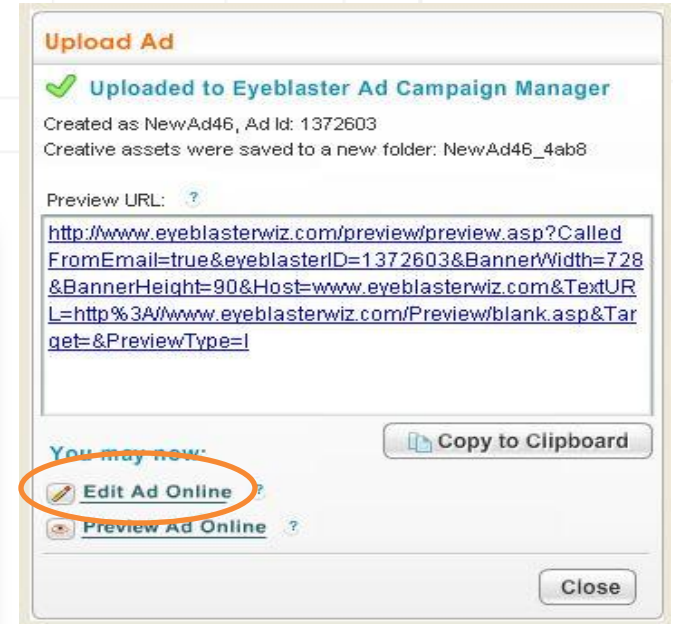 Upload Ad
Uploaded to Eyeblaster Ad Campaign Manager
Created as NewAd46, Ad Id: 1372603
Creative assets were saved to a new folder: NewAd46_4ab8
Preview URL: ?
http://www.eyeblasterwiz.com/preview/preview.asp?Called
FromEmail=true&eyeblasterID=1372603&BannerWidth=728
&BannerHeight=90&Host=www.eyeblasterwiz.com&TextUR
L=http%3A//www.eyeblasterwiz.com/Preview/blank.asp&Tar
get=&PreviewType=I
Copy to Clipboard
You may now:
Edit Ad Online ?
Preview Ad Online ?
Close